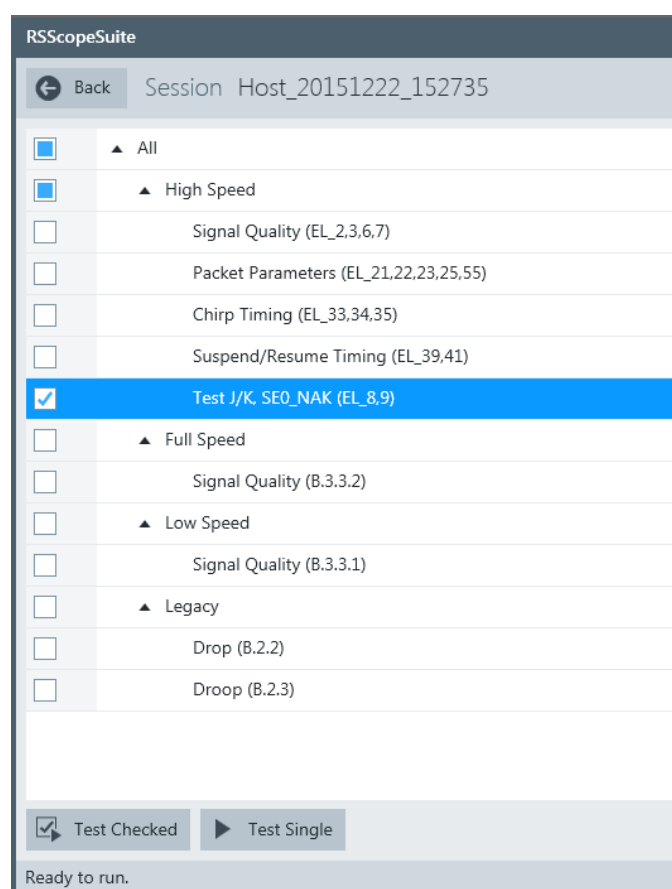 RSScopeSuite
Back Session Host_20151222_152735
All
High Speed
Signal Quality (EL_2,3,6,7)
Packet Parameters (EL_21,22,23,25,55)
Chirp Timing (EL_33,34,35)
Suspend/Resume Timing (EL_39,41)
Test J/K, SE0_NAK (EL_8,9)
Full Speed
Signal Quality (B.3.3.2)
Low Speed
Signal Quality (B.3.3.1)
Legacy
Drop (B.2.2)
Droop (B.2.3)
Test Checked Test Single
Ready to run.